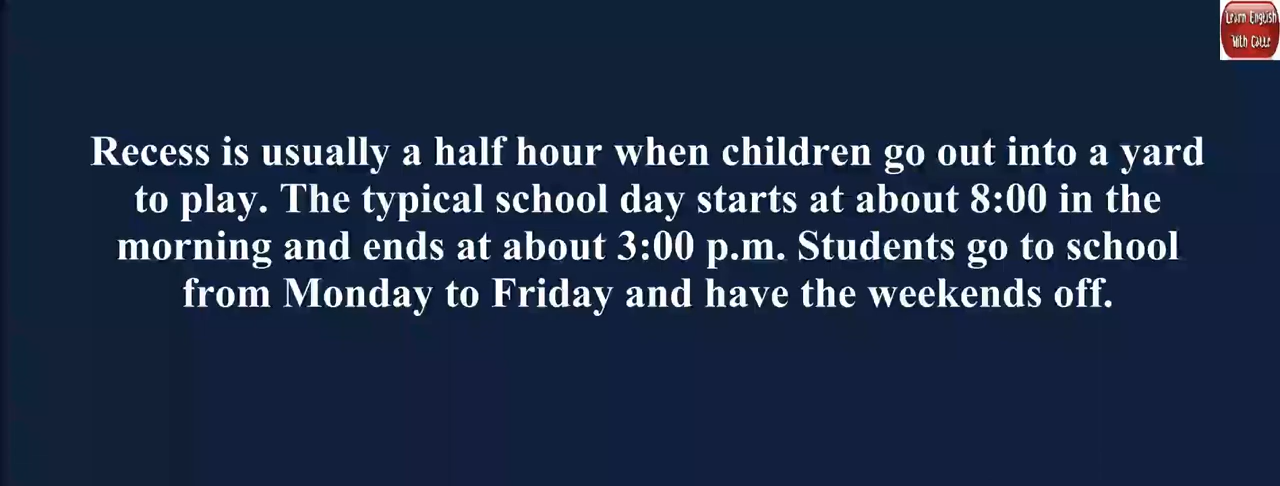 Learn English
With Cattz
Recess is usually a half hour when children go out into a yard
to play. The typical school day starts at about 8:00 in the
morning and ends at about 3:00 p.m. Students go to school
from Monday to Friday and have the weekends off.